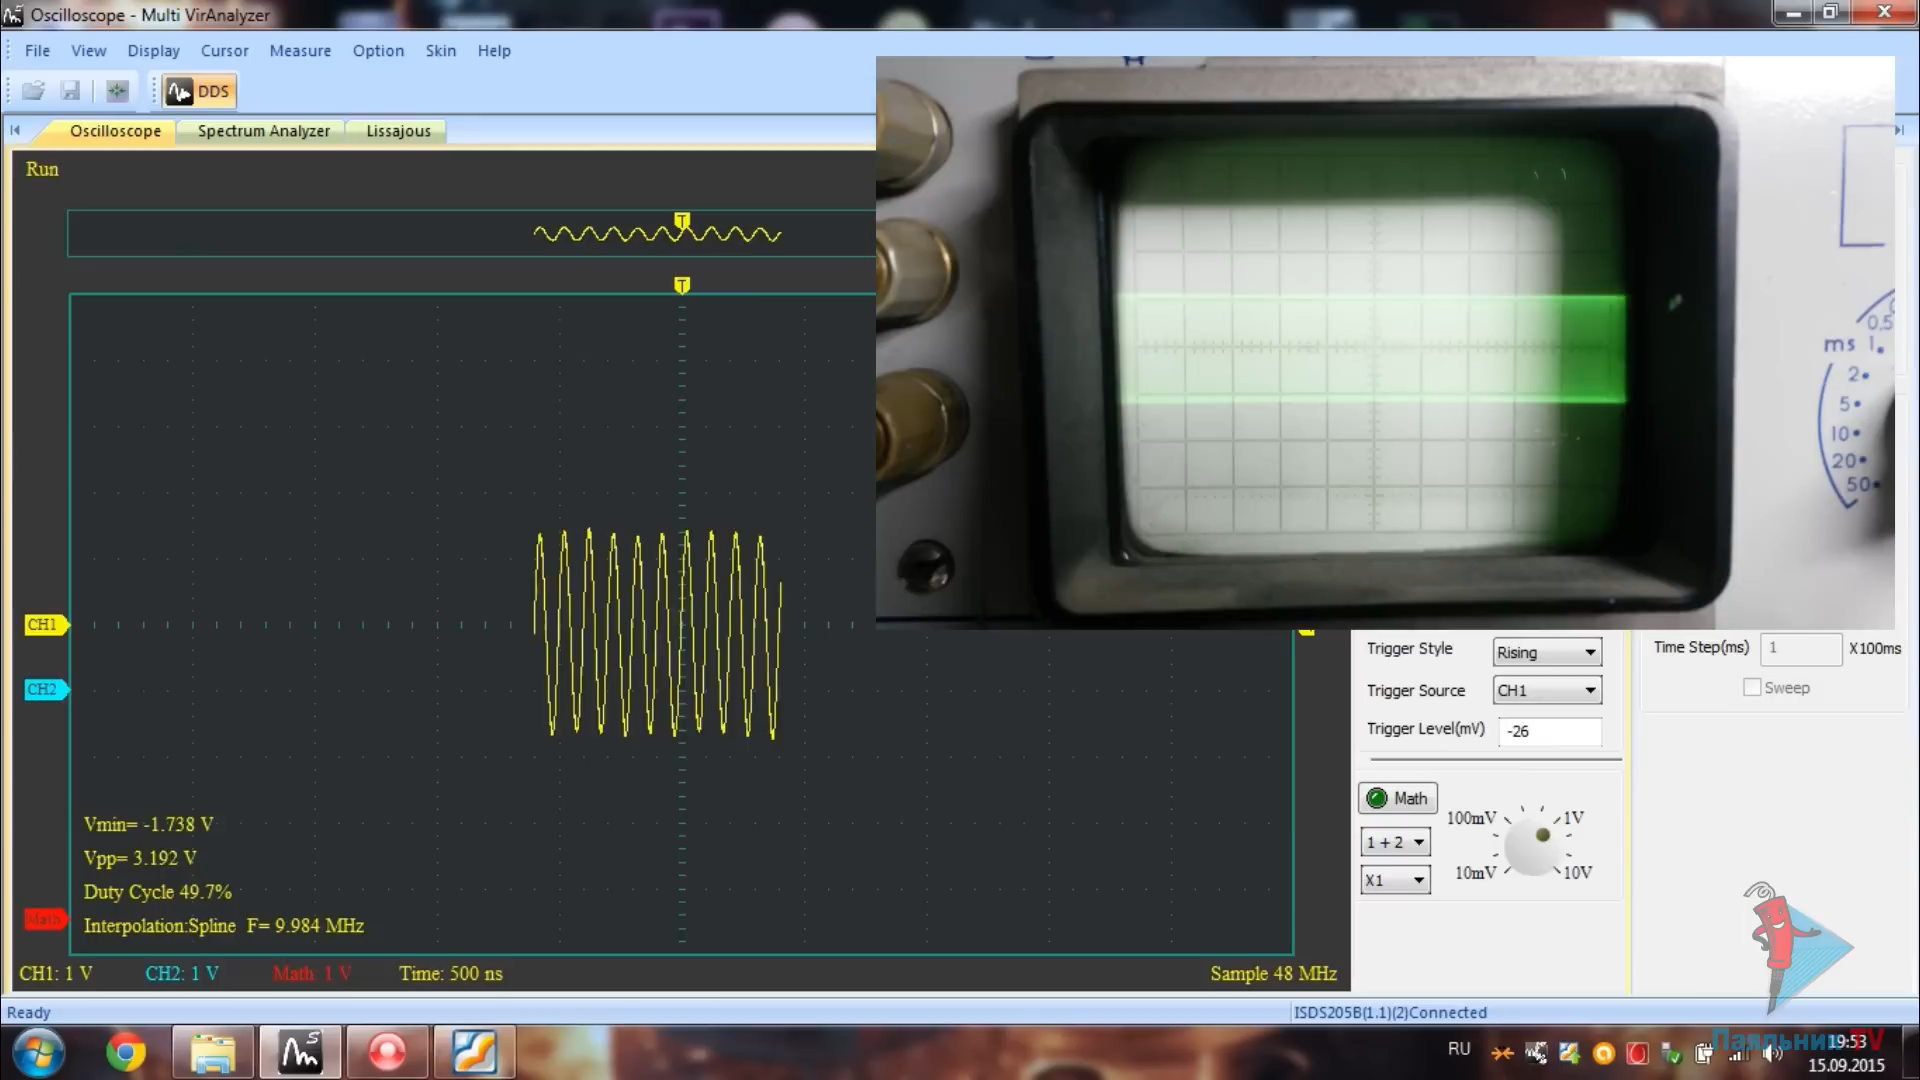 Oscilloscope - Multi VirAnalyzer
File View Display Cursor Measure Option Skin Help
DDS
Oscilloscope Spectrum Analyzer Lissajous
Run
T
T
0,5
ms 1
2
5
10
20
50
CH1
CH2
Trigger Style Rising
Time Step(ms) 1 X100ms
Trigger Source CH1
Sweep
Trigger Level(mV) -26
Math
100mV 1V
1 + 2
10mV 10V
X1
Vmin= -1.738 V
Vpp= 3.192 V
Duty Cycle 49.7%
Math
Interpolation:Spline F= 9.984 MHz
CH1: 1 V CH2: 1 V Math: 1 V Time: 500 ns Sample 48 MHz
Ready ISDS205B(1.1)(2)Connected
RU
Паяльник TV
19:53
15.09.2015